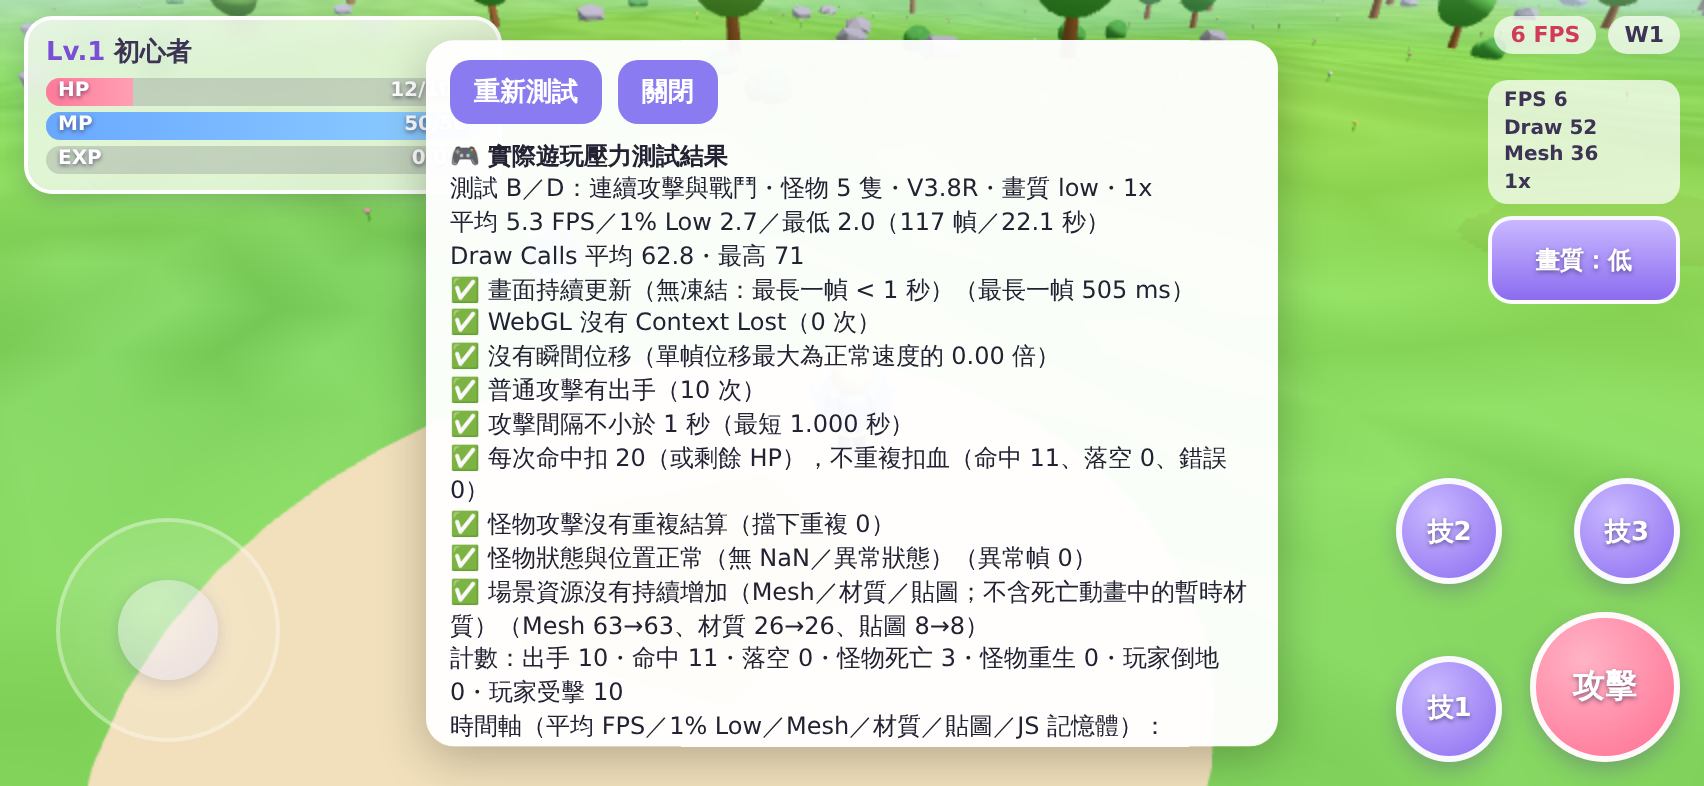 Lv.1 初心者
HP 12/
MP 50
EXP 0
重新測試 關閉
🎮 實際遊玩壓力測試結果
測試 B／D：連續攻擊與戰鬥・怪物 5 隻・V3.8R・畫質 low・1x
平均 5.3 FPS／1% Low 2.7／最低 2.0（117 幀／22.1 秒）
Draw Calls 平均 62.8・最高 71
✅ 畫面持續更新（無凍結：最長一幀 < 1 秒）（最長一幀 505 ms）
✅ WebGL 沒有 Context Lost（0 次）
✅ 沒有瞬間位移（單幀位移最大為正常速度的 0.00 倍）
✅ 普通攻擊有出手（10 次）
✅ 攻擊間隔不小於 1 秒（最短 1.000 秒）
✅ 每次命中扣 20（或剩餘 HP），不重複扣血（命中 11、落空 0、錯誤
0）
✅ 怪物攻擊沒有重複結算（擋下重複 0）
✅ 怪物狀態與位置正常（無 NaN／異常狀態）（異常幀 0）
✅ 場景資源沒有持續增加（Mesh／材質／貼圖；不含死亡動畫中的暫時材
質）（Mesh 63→63、材質 26→26、貼圖 8→8）
計數：出手 10・命中 11・落空 0・怪物死亡 3・怪物重生 0・玩家倒地
0・玩家受擊 10
時間軸（平均 FPS／1% Low／Mesh／材質／貼圖／JS 記憶體）：
6 FPS W1
FPS 6
Draw 52
Mesh 36
1x
畫質：低
技2 技3
技1 攻擊